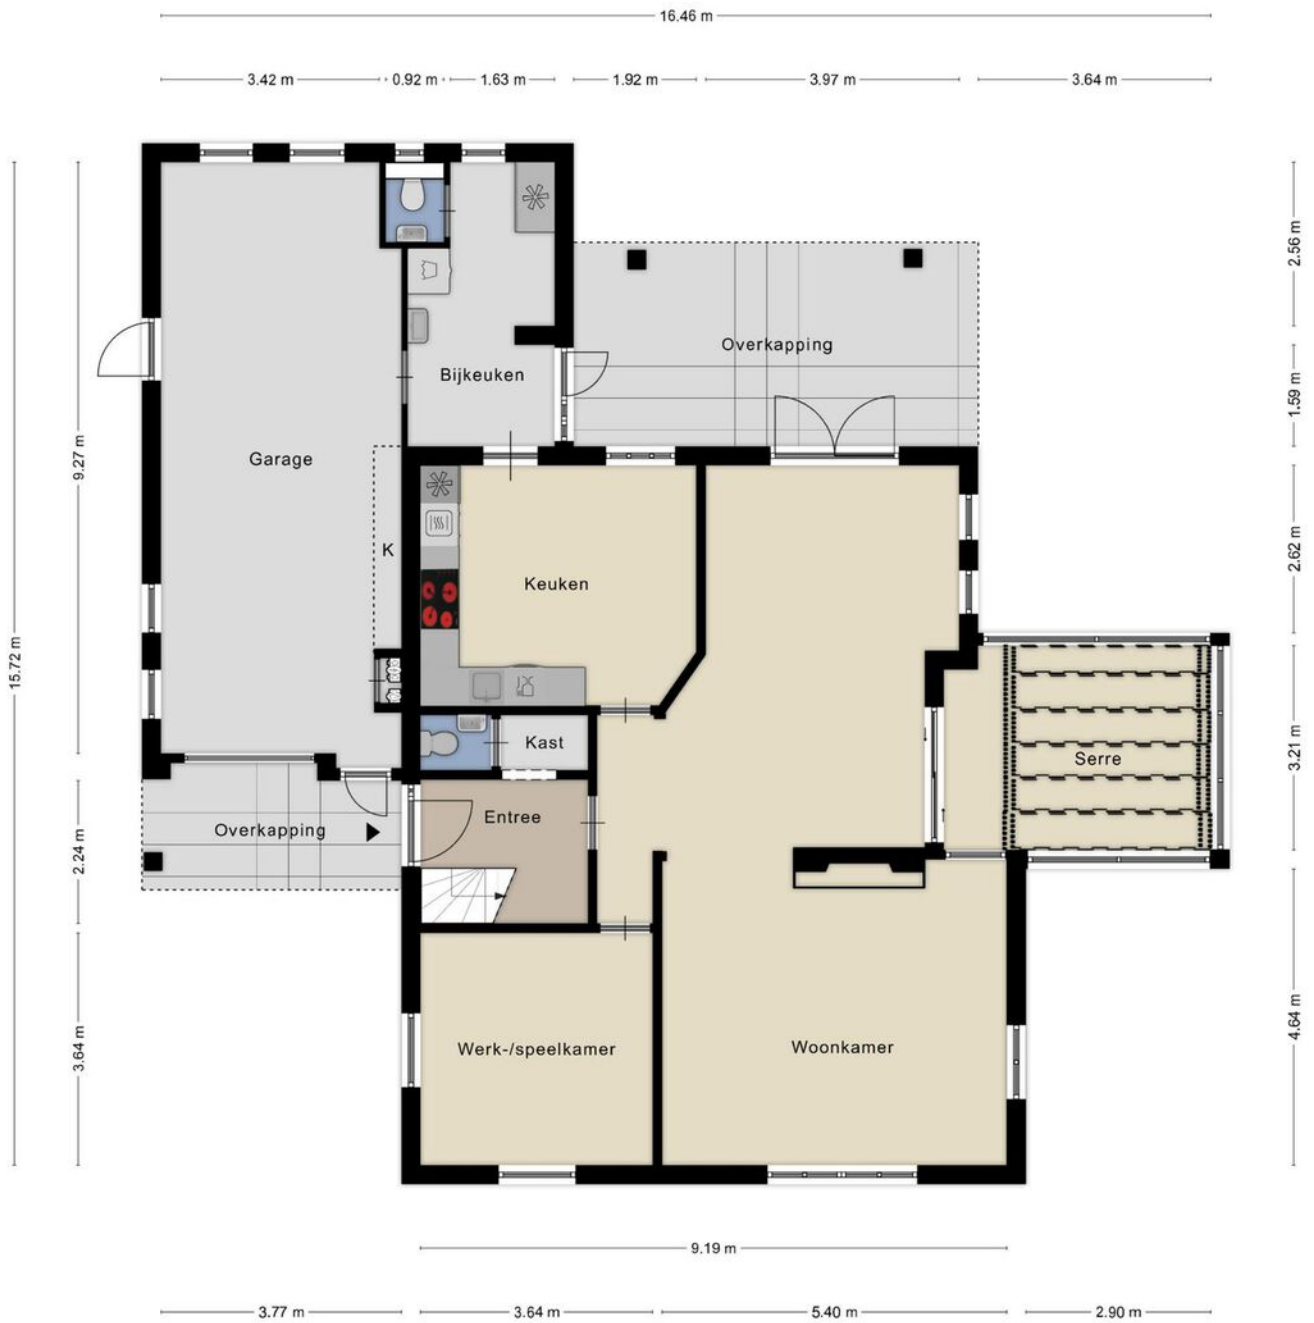 16.46 m
3.42 m 0.92 m 1.63 m 1.92 m 3.97 m 3.64 m
2.56 m
Overkapping
Bijkeuken
1.59 m
9.27 m
Garage
K
Keuken
2.62 m
15.72 m
Kast
Serre
3.21 m
Entree
Overkapping
2.24 m
4.64 m
3.64 m
Werk-/speelkamer
Woonkamer
9.19 m
3.77 m 3.64 m 5.40 m 2.90 m